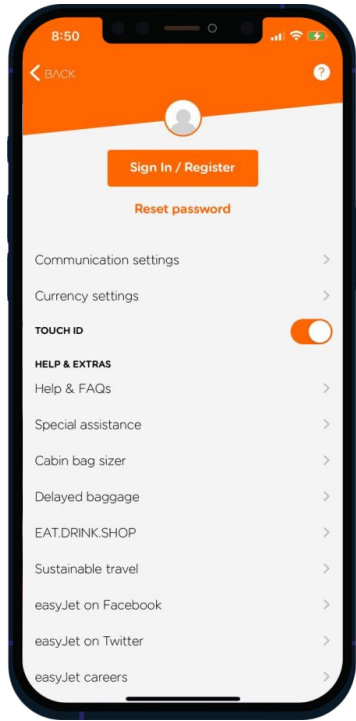 8:50
BACK
?
Sign In / Register
Reset password
Communication settings
Currency settings
TOUCH ID
HELP & EXTRAS
Help & FAQs
Special assistance
Cabin bag sizer
Delayed baggage
EAT.DRINK.SHOP
Sustainable travel
easyJet on Facebook
easyJet on Twitter
easyJet careers